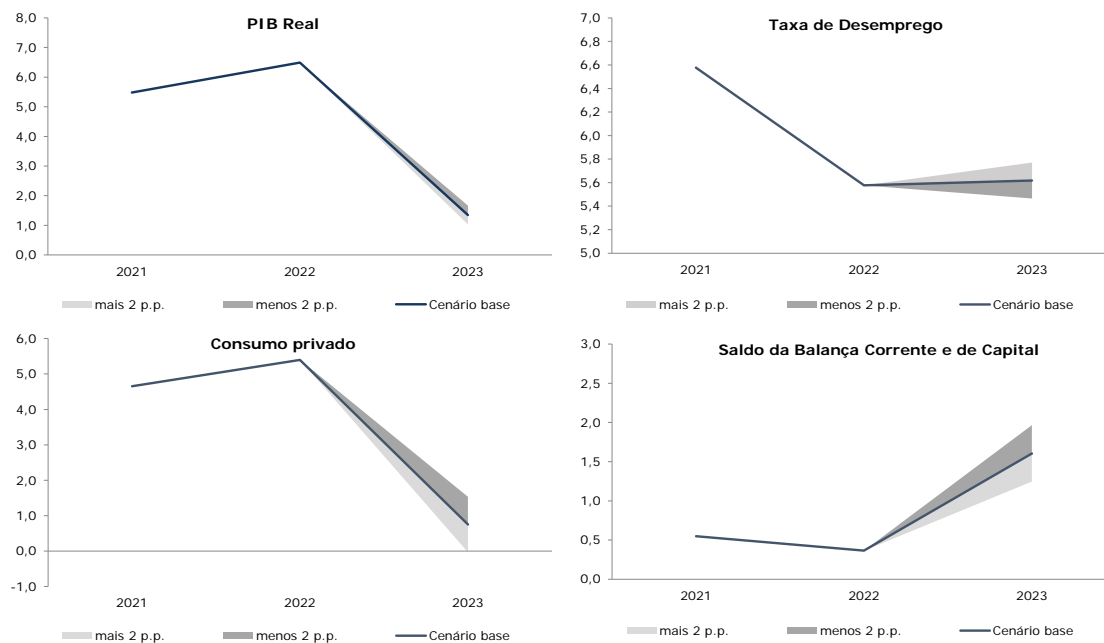 PIB Real
8,0
7,0
6,0
5,0
4,0
3,0
2,0
1,0
0,0
2021 2022 2023
mais 2 p.p. menos 2 p.p. Cenário base
Taxa de Desemprego
7,0
6,8
6,6
6,4
6,2
6,0
5,8
5,6
5,4
5,2
5,0
2021 2022 2023
mais 2 p.p. menos 2 p.p. Cenário base
Consumo privado
6,0
5,0
4,0
3,0
2,0
1,0
0,0
-1,0
2021 2022 2023
mais 2 p.p. menos 2 p.p. Cenário base
Saldo da Balança Corrente e de Capital
3,0
2,5
2,0
1,5
1,0
0,5
0,0
2021 2022 2023
mais 2 p.p. menos 2 p.p. Cenário base